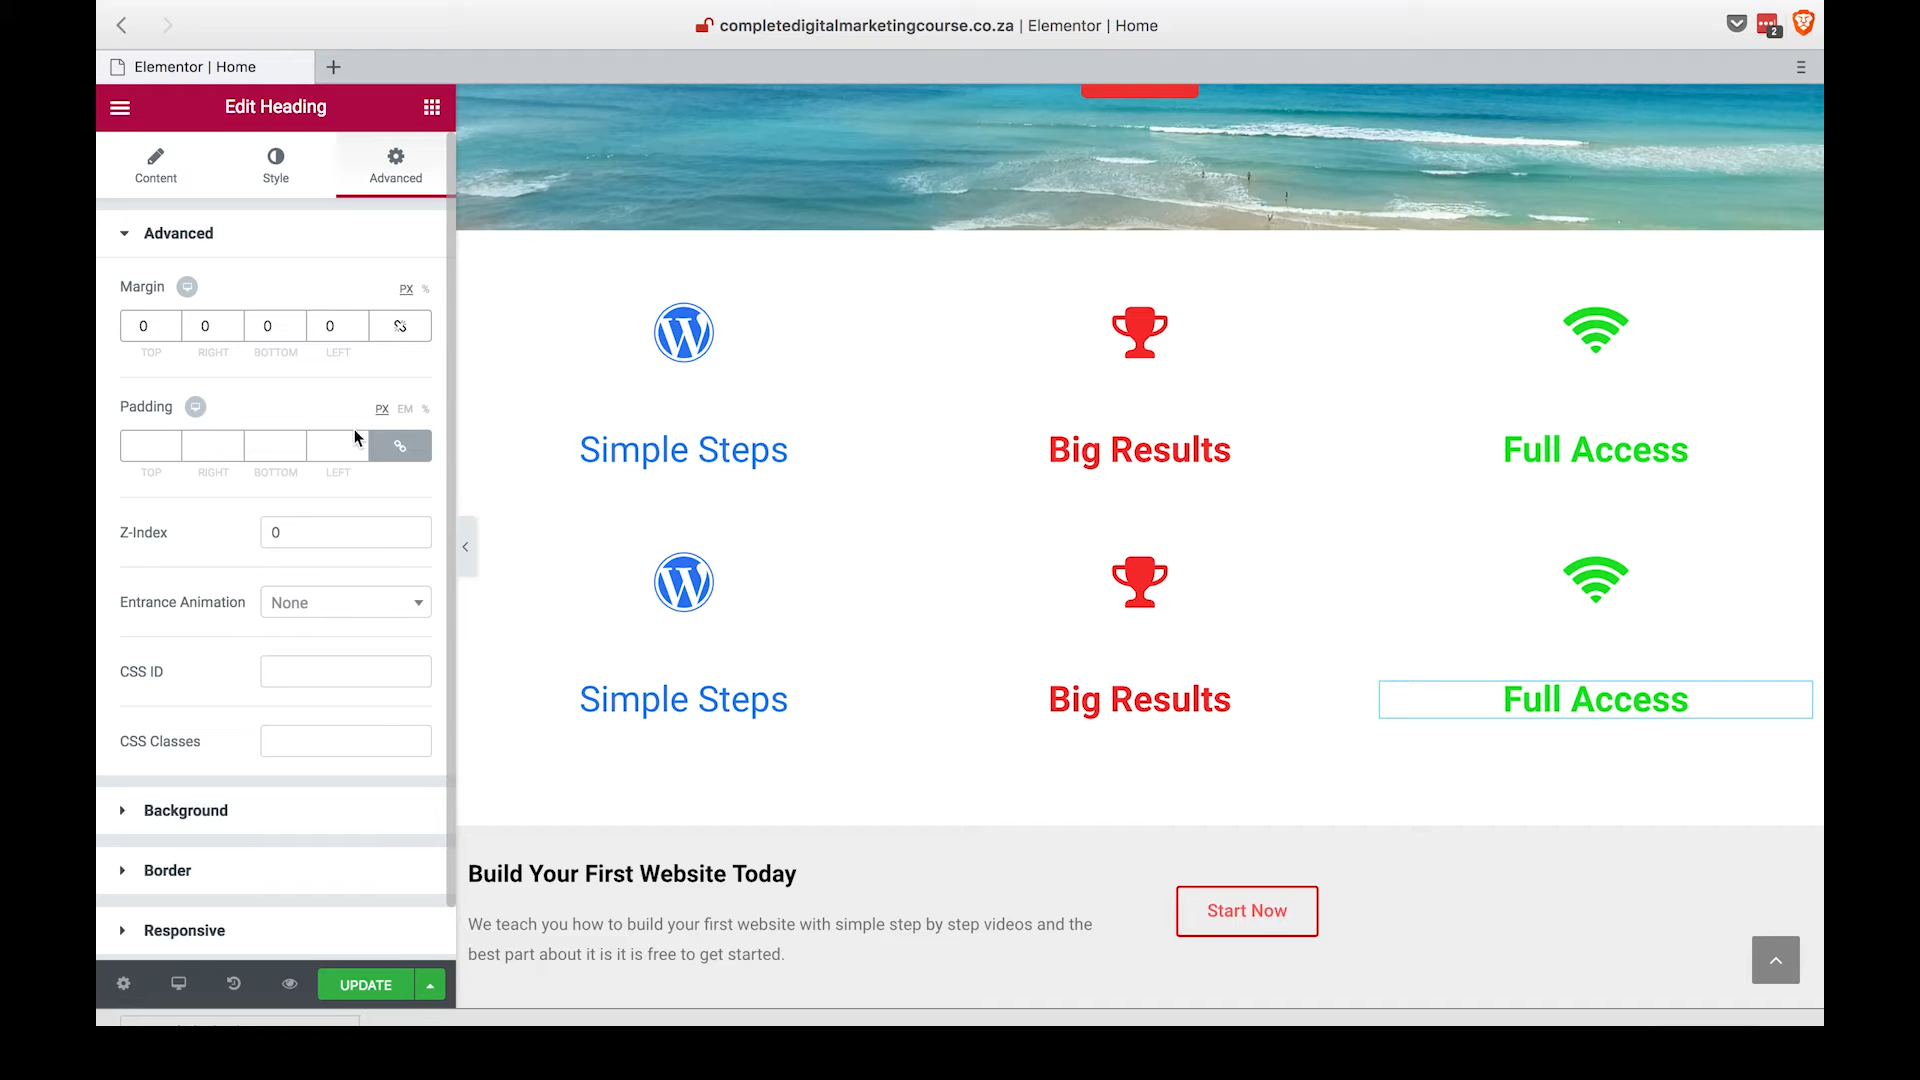 completedigitalmarketingcourse.co.za | Elementor | Home
2
Elementor | Home
Edit Heading
Content
Style
Advanced
Advanced
Margin
PX %
0 0 0 0
TOP RIGHT BOTTOM LEFT
Padding
PX EM %
TOP RIGHT BOTTOM LEFT
Z-Index
0
Entrance Animation
None
CSS ID
CSS Classes
Background
Border
Responsive
UPDATE
Simple Steps
Big Results
Full Access
Simple Steps
Big Results
Full Access
Build Your First Website Today
We teach you how to build your first website with simple step by step videos and the
best part about it is it is free to get started.
Start Now